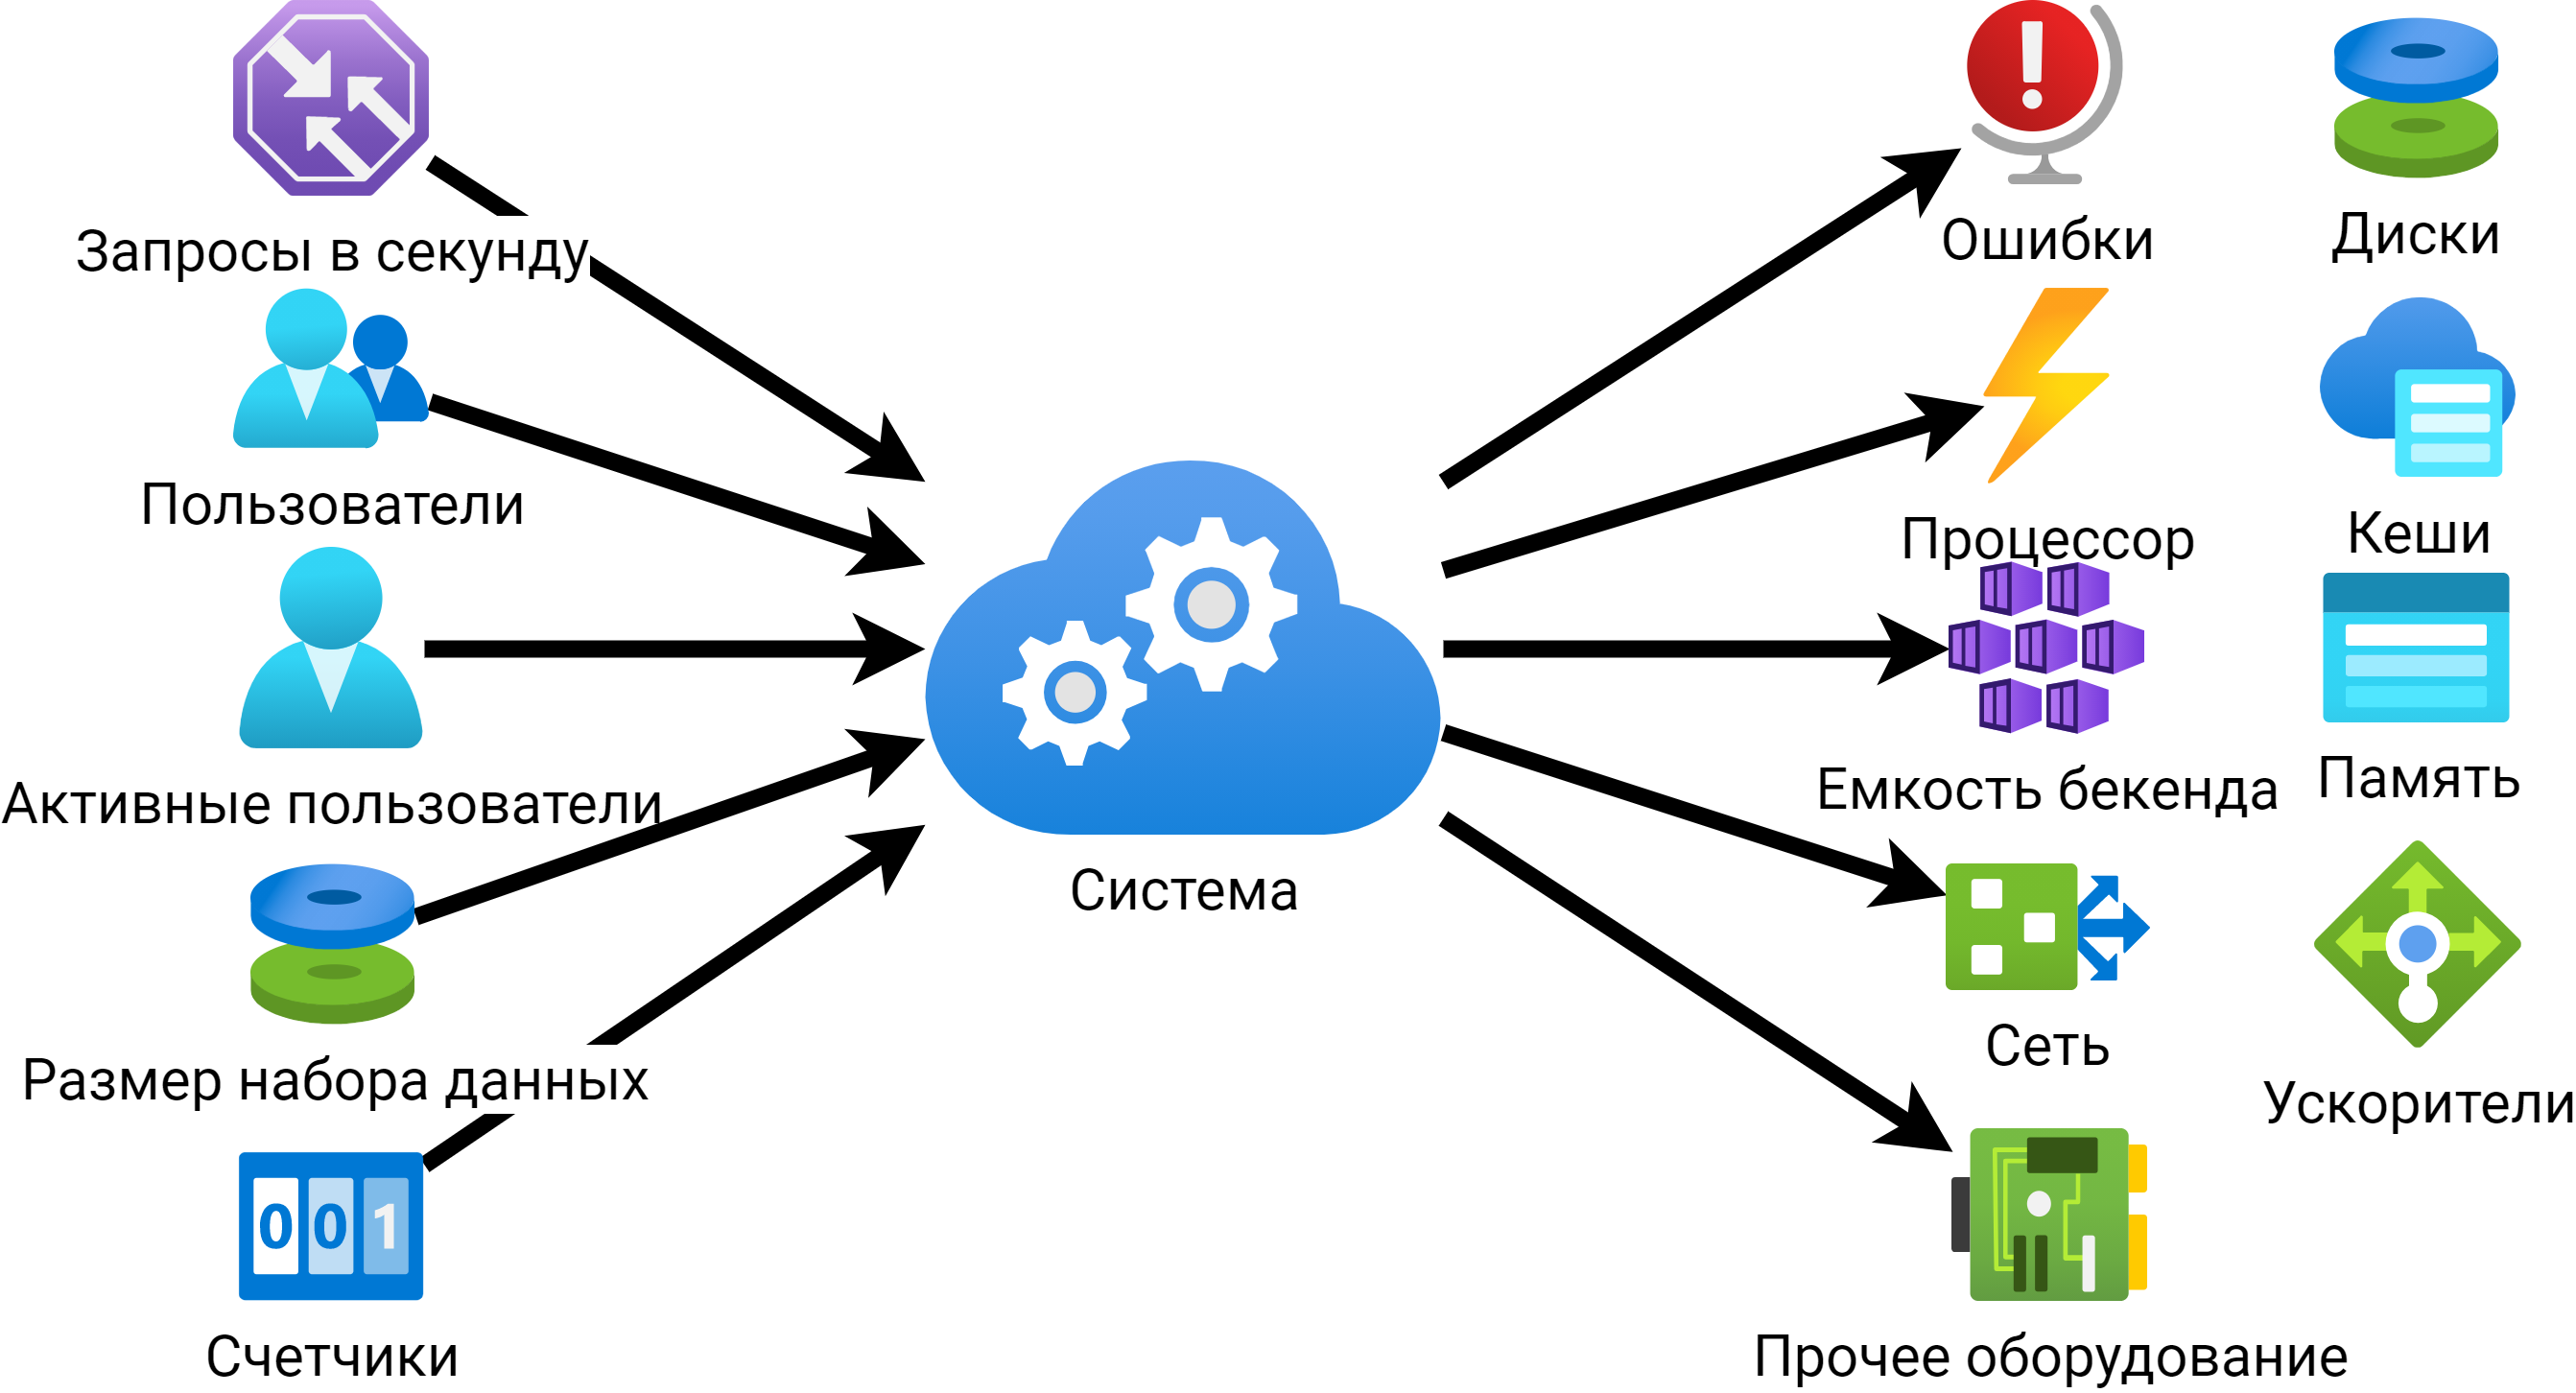 Запросы в секунду
Пользователи
Активные пользователи
Размер набора данных
001
Счетчики
Система
Ошибки
Процессор
Емкость бекенда
Сеть
Прочее оборудование
Диски
Кеши
Память
Ускорители